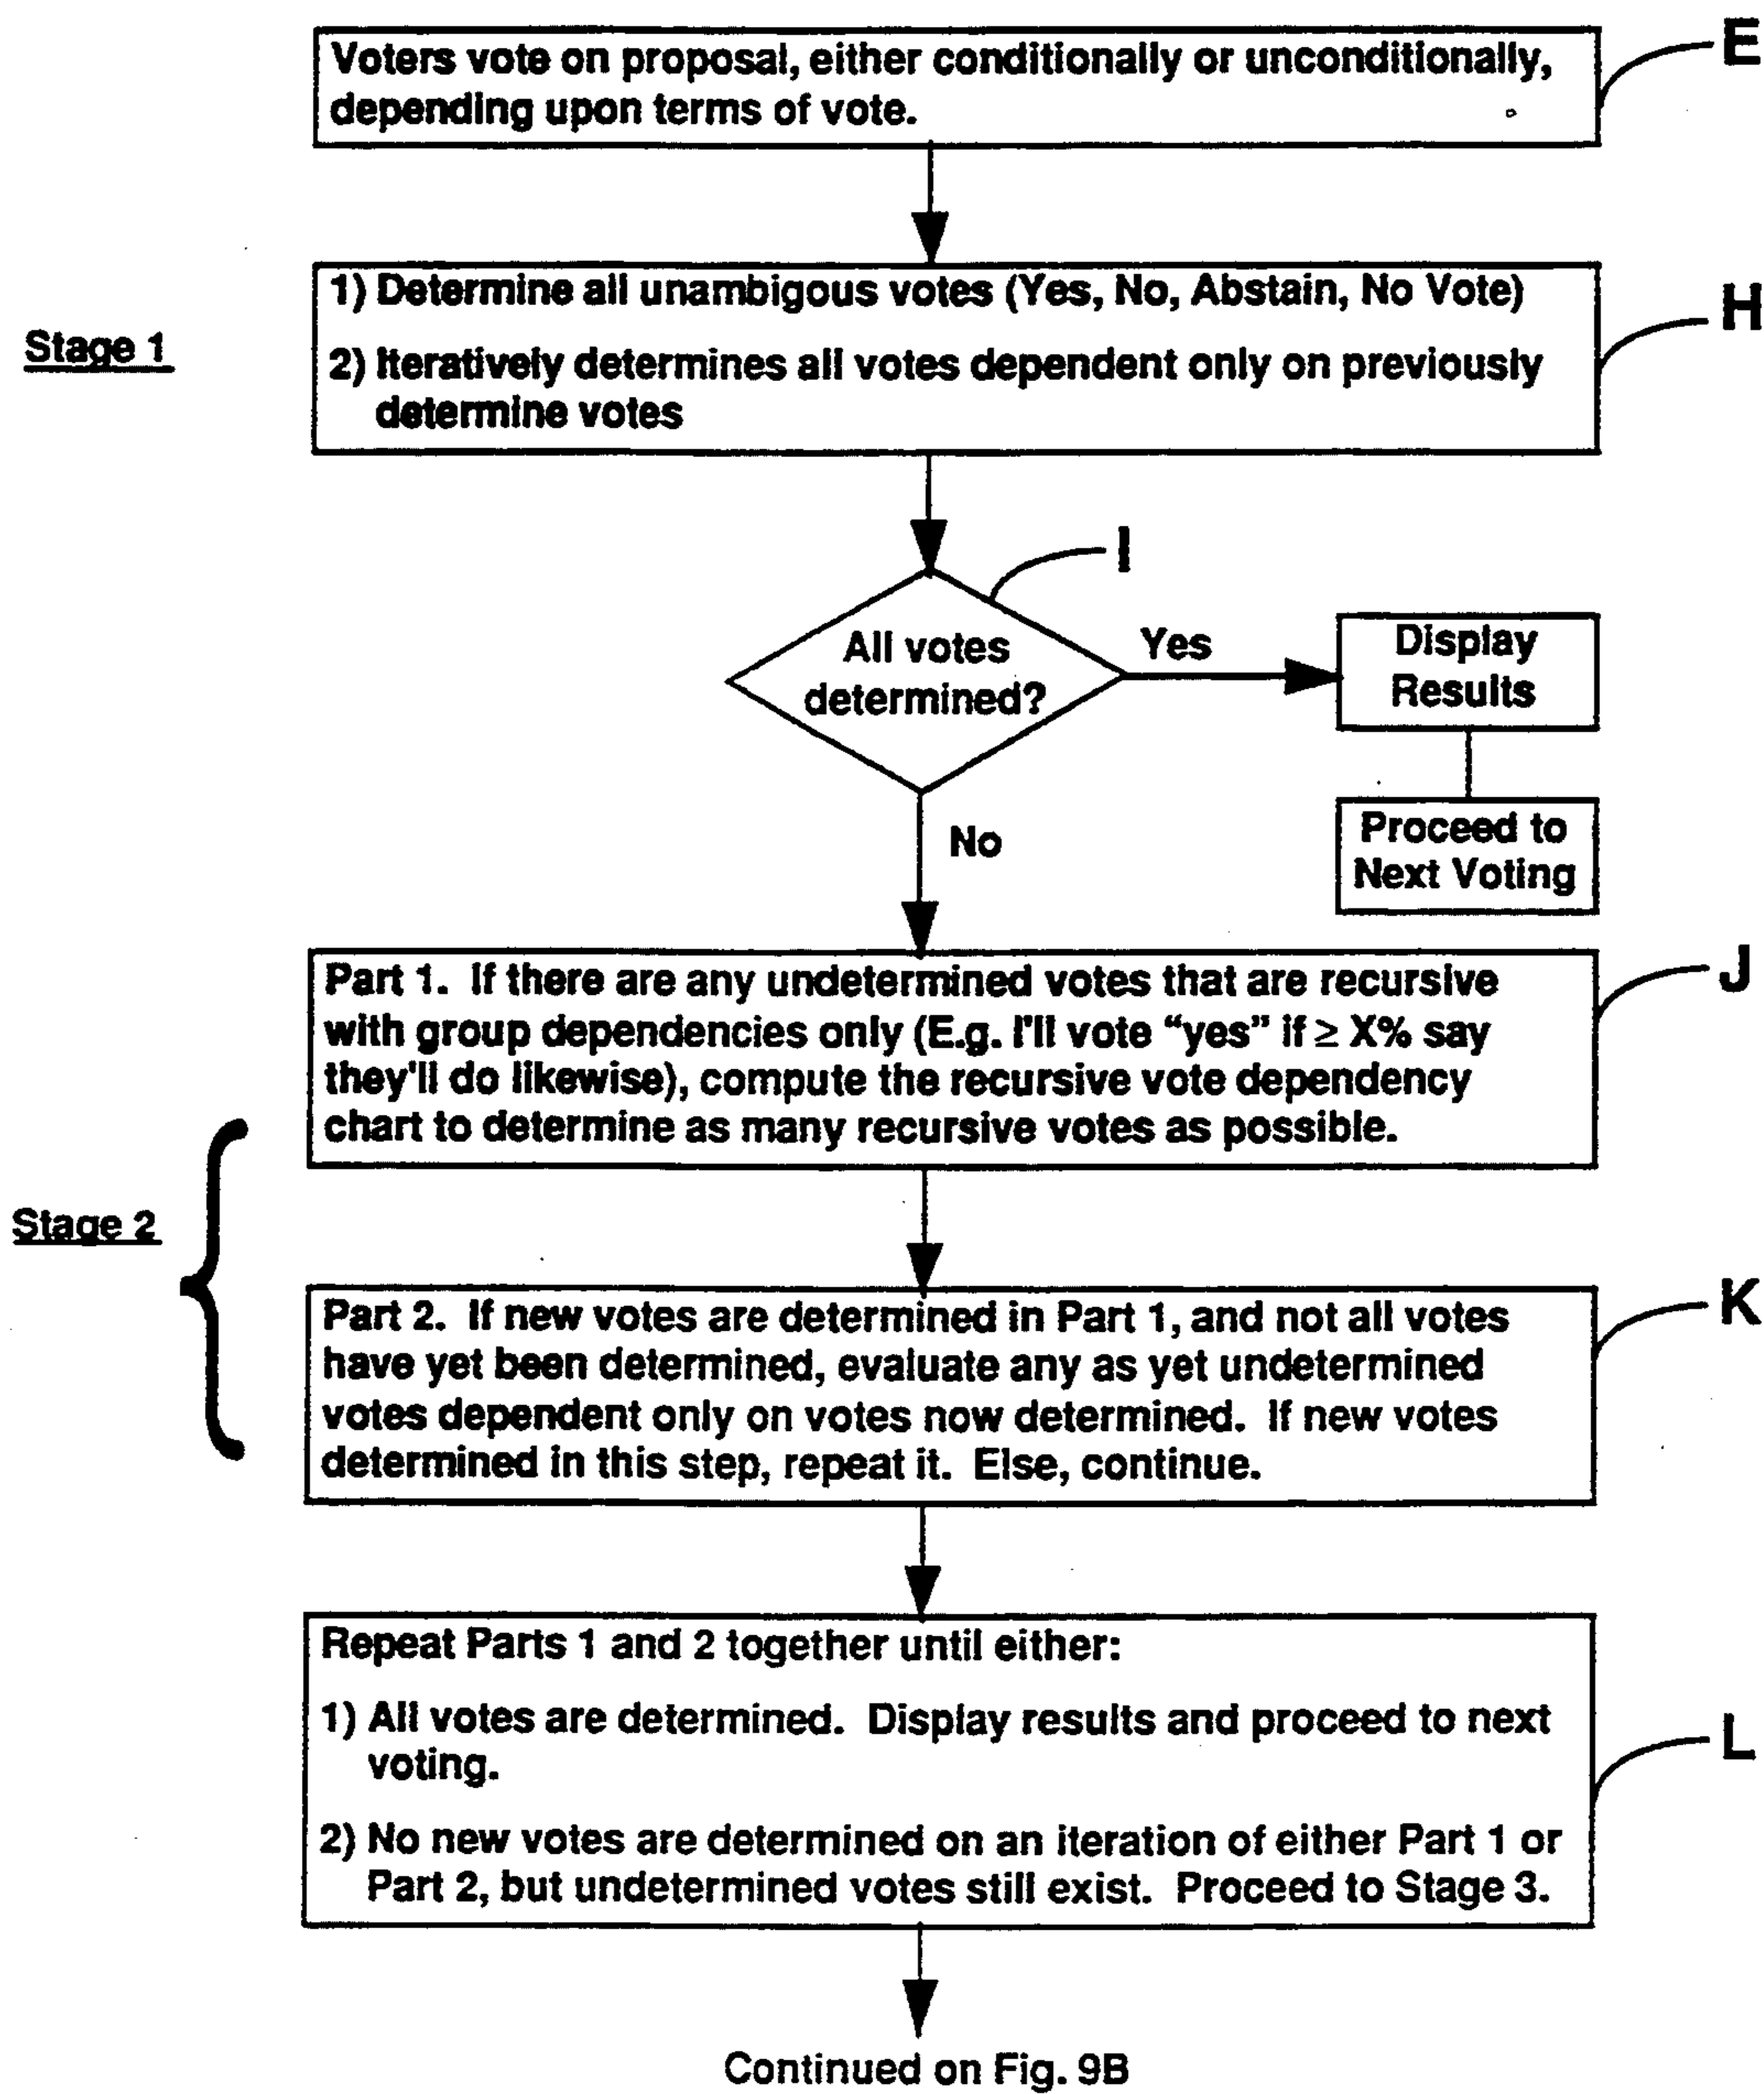 Voters vote on proposal, either conditionally or unconditionally,
depending upon terms of vote.
E
Stage 1
1) Determine all unambigous votes (Yes, No, Abstain, No Vote)
2) Iteratively determines all votes dependent only on previously
determine votes
H
I
All votes
determined?
Yes
Display
Results
No
Proceed to
Next Voting
Part 1. If there are any undetermined votes that are recursive
with group dependencies only (E.g. I'll vote "yes" if ≥ X% say
they'll do likewise), compute the recursive vote dependency
chart to determine as many recursive votes as possible.
J
Stage 2
Part 2. If new votes are determined in Part 1, and not all votes
have yet been determined, evaluate any as yet undetermined
votes dependent only on votes now determined. If new votes
determined in this step, repeat it. Else, continue.
K
Repeat Parts 1 and 2 together until either:
1) All votes are determined. Display results and proceed to next
voting.
2) No new votes are determined on an iteration of either Part 1 or
Part 2, but undetermined votes still exist. Proceed to Stage 3.
L
Continued on Fig. 9B